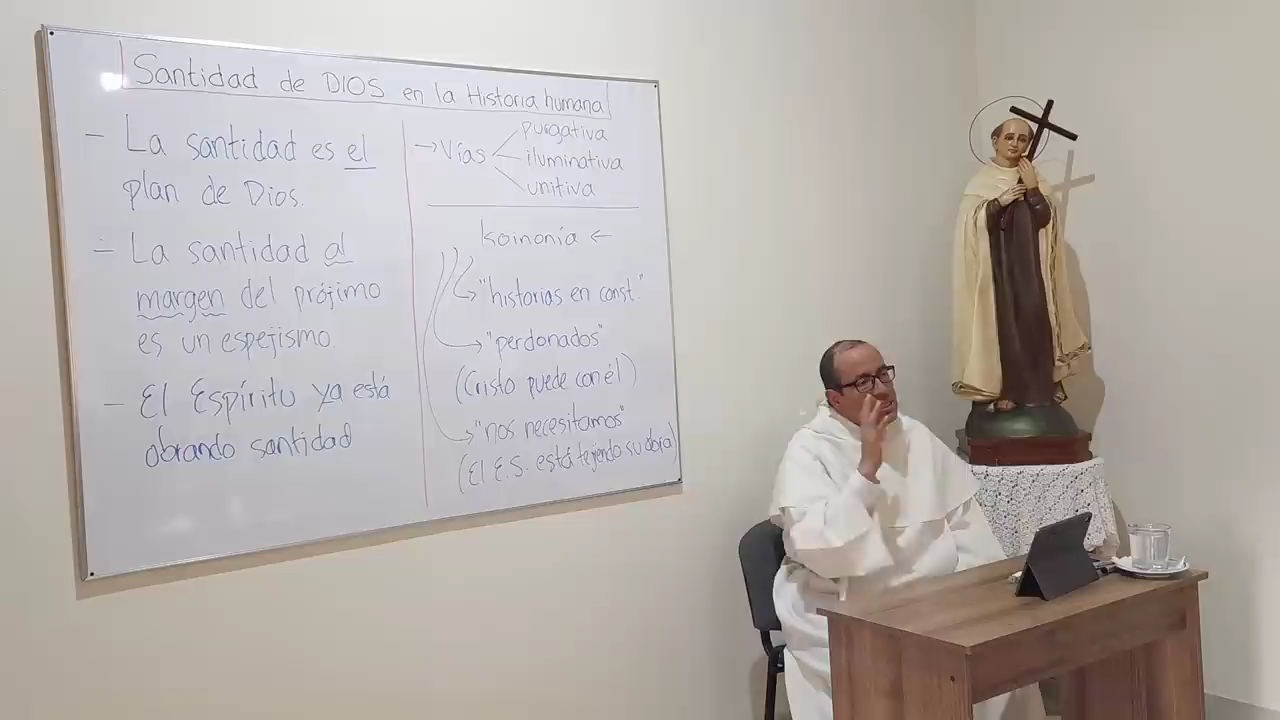 Santidad de DIOS en la Historia humana
- La santidad es el
plan de Dios.
- La santidad al
margen del prójimo
es un espejismo.
- El Espíritu ya está
obrando santidad
→ Vías
purgativa
iluminativa
unitiva
Koinonía ←
"historias en const."
"perdonados"
(Cristo puede con él)
"nos necesitamos"
(El E.S. está tejiendo su obra)